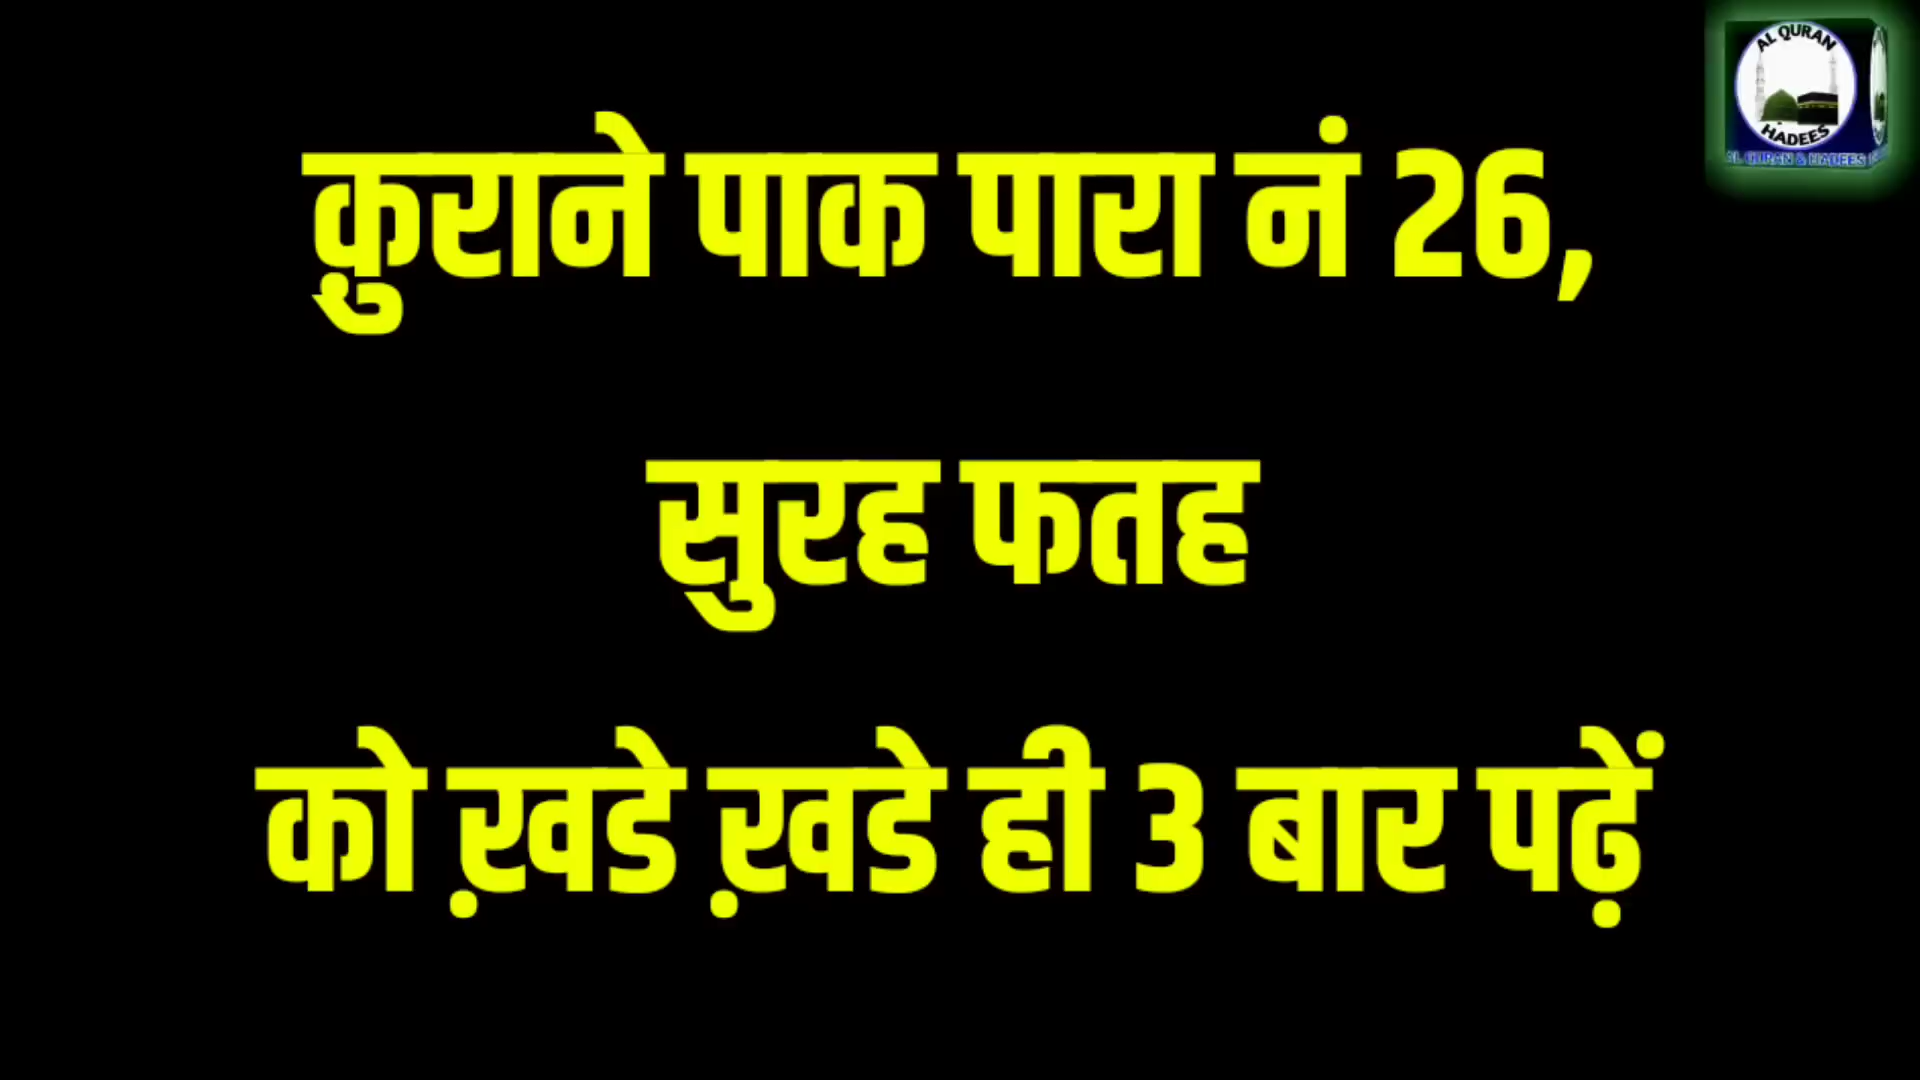 क़ुराने पाक पारा नं 26,
सुरह फतह
को ख़डे ख़डे ही 3 बार पढ़ें
AL QURAN
HADEES